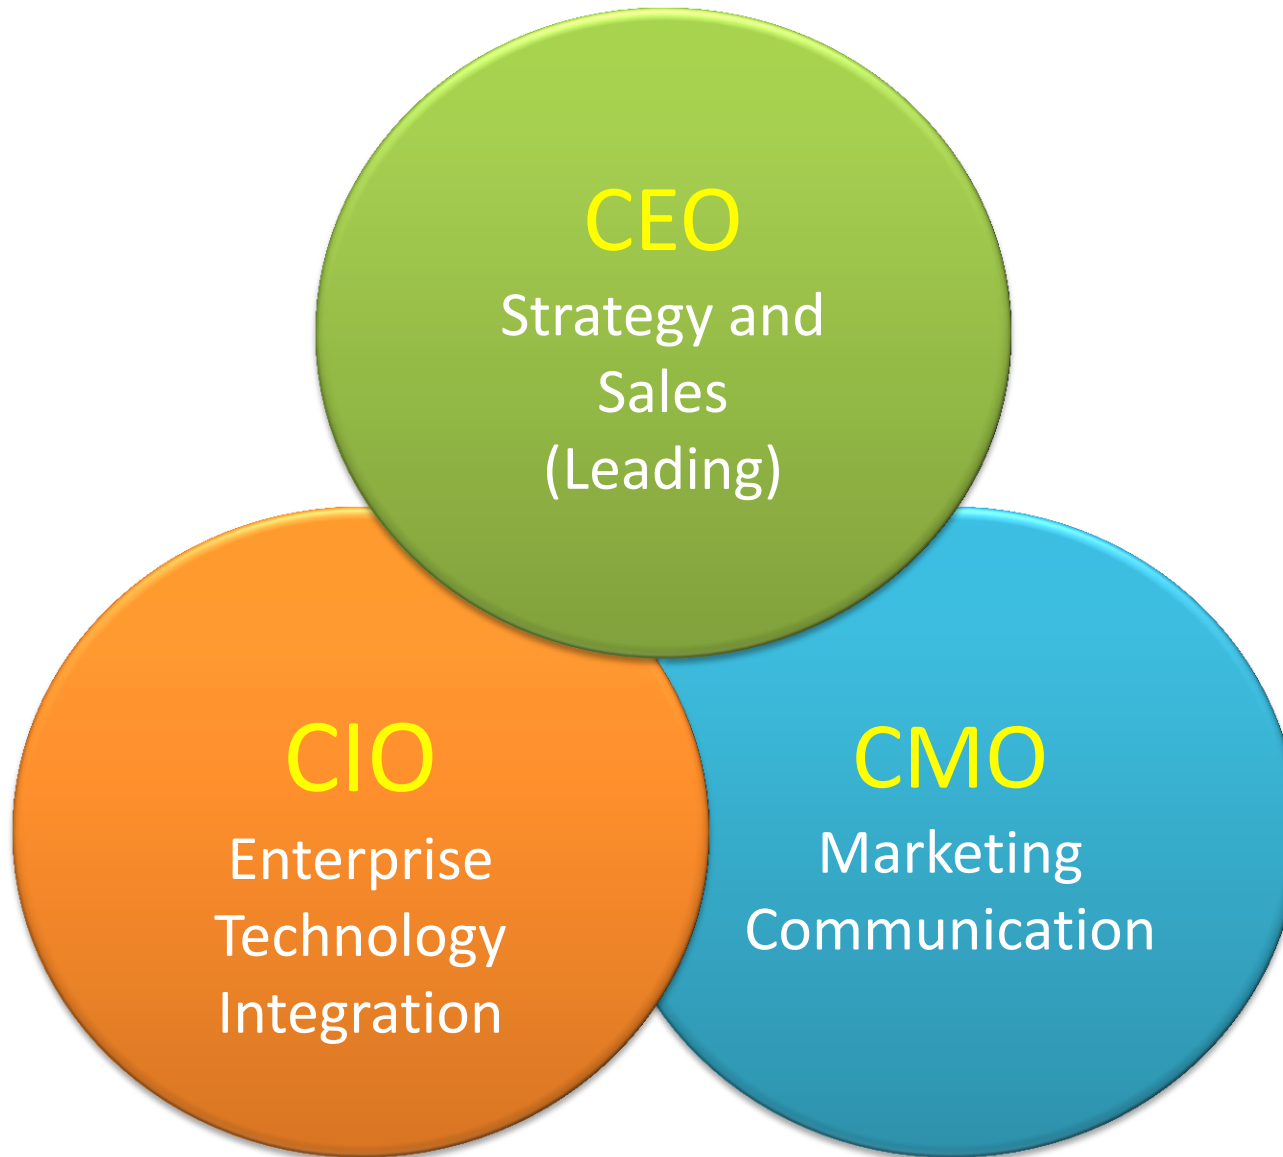 CEO
Strategy and
Sales
(Leading)
CIO
Enterprise
Technology
Integration
CMO
Marketing
Communication